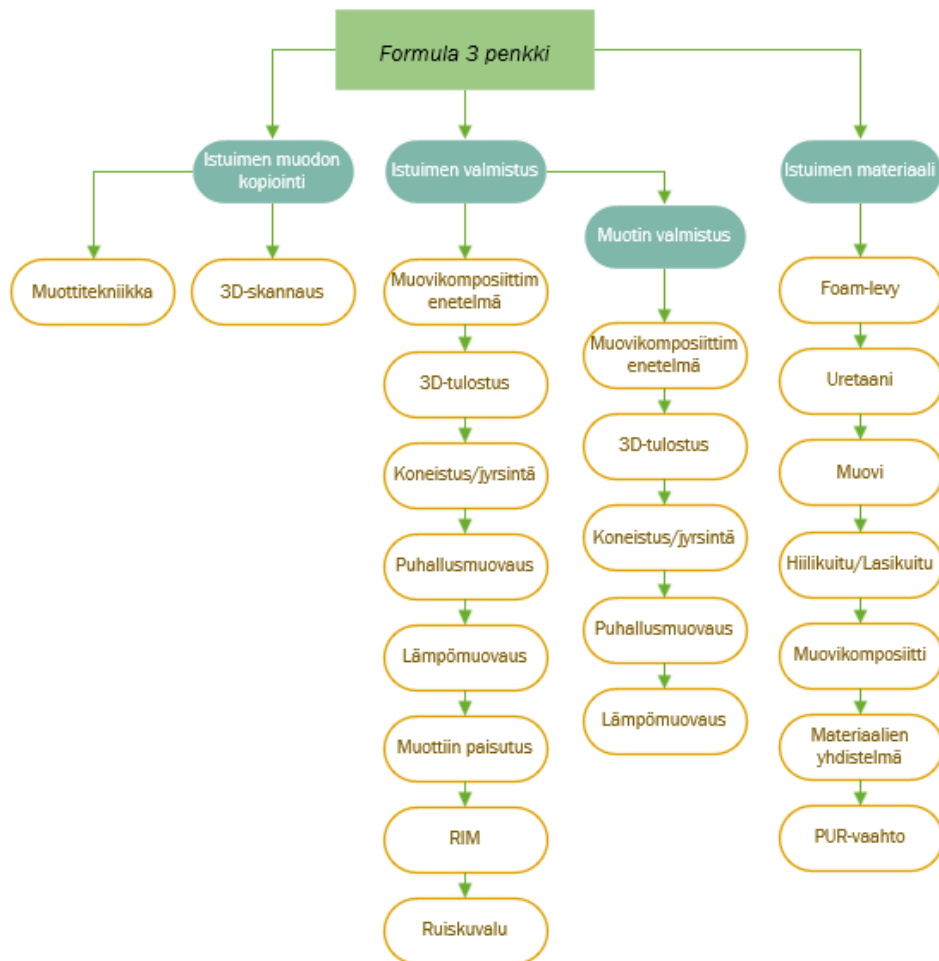 Formula 3 penkki
Istuimen muodon
kopiointi
Muottitekniikka
3D-skannaus
Istuimen valmistus
Muovikomposiittim
enetelmä
3D-tulostus
Koneistus/jyrsintä
Puhallusmuovaus
Lämpömuovaus
Muottiin paisutus
RIM
Ruiskuvalu
Muotin valmistus
Muovikomposiittim
enetelmä
3D-tulostus
Koneistus/jyrsintä
Puhallusmuovaus
Lämpömuovaus
Istuimen materiaali
Foam-levy
Uretaani
Muovi
Hiilikuitu/Lasikuitu
Muovikomposiitti
Materiaalien
yhdistelmä
PUR-vaahto